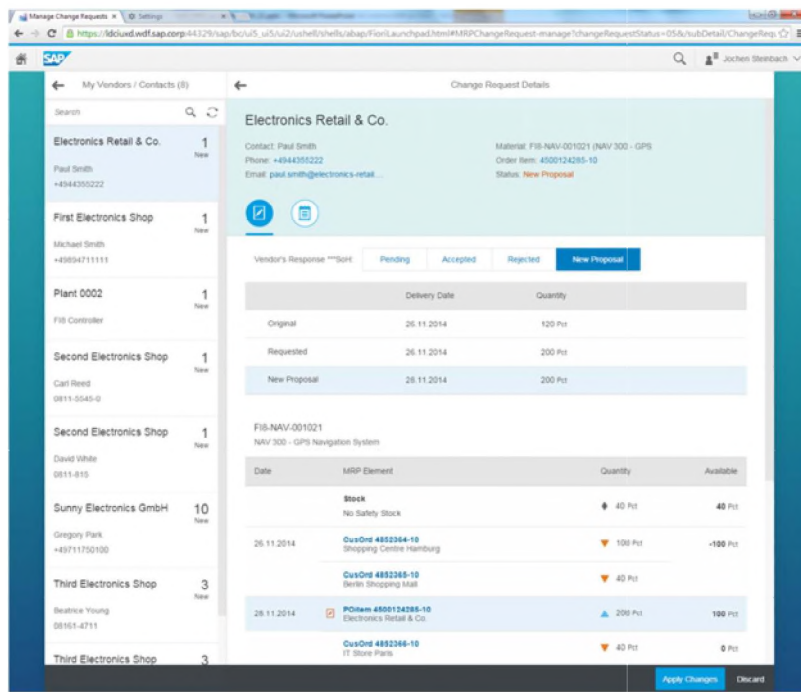 Manage Change Requests
Settings
https://ldciuxd.wdf.sap.corp:44329/sap/bc/ui5_ui5/ui2/ushell/shells/abap/FioriLaunchpad.html#MRPChangeRequest-manage?changeRequestStatus=05&/subDetail/ChangeReq
SAP
Jochen Steinbach
My Vendors / Contacts (8)
Change Request Details
Search
Electronics Retail & Co. 1
New
Paul Smith
+4944355222
First Electronics Shop 1
New
Michael Smith
+49894711111
Plant 0002 1
New
FI8 Controller
Second Electronics Shop 1
New
Carl Reed
0811-5545-0
Second Electronics Shop 1
New
David White
0811-815
Sunny Electronics GmbH 10
New
Gregory Park
+49711750100
Third Electronics Shop 3
New
Beatrice Young
08161-4711
Third Electronics Shop 3
Electronics Retail & Co.
Contact: Paul Smith
Phone: +4944355222
Email: paul.smith@electronics-retail...
Material: FI8-NAV-001021 (NAV 300 - GPS
Order Item: 4500124285-10
Status: New Proposal
Vendor's Response ***SoH: Pending Accepted Rejected New Proposal
Delivery Date Quantity
Original 26.11.2014 120 Pct
Requested 26.11.2014 200 Pct
New Proposal 28.11.2014 200 Pct
FI8-NAV-001021
NAV 300 - GPS Navigation System
Date MRP Element Quantity Available
Stock
No Safety Stock 40 Pct 40 Pct
26.11.2014 CusOrd 4852364-10 100 Pct -100 Pct
Shopping Centre Hamburg
CusOrd 4852365-10 40 Pct
Berlin Shopping Mall
28.11.2014 POitem 4500124285-10 200 Pct 100 Pct
Electronics Retail & Co.
CusOrd 4852366-10 40 Pct 0 Pct
IT Store Paris
Apply Changes Discard